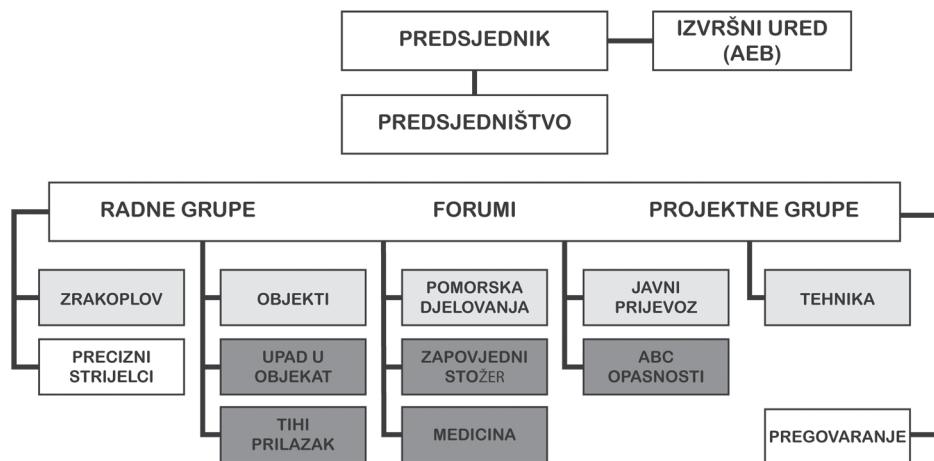 PREDSJEDNIK
IZVRŠNI URED
(AEB)
PREDSJEDNIŠTVO
RADNE GRUPE
FORUMI
PROJEKTNE GRUPE
ZRAKOPLOV
OBJEKTI
POMORSKA
DJELOVANJA
JAVNI
PRIJEVOZ
TEHNIKA
PRECIZNI
STRIJELCI
UPAD U
OBJEKAT
ZAPOVJEDNI
STOŽER
ABC
OPASNOSTI
TIHI
PRILAZAK
MEDICINA
PREGOVARANJE